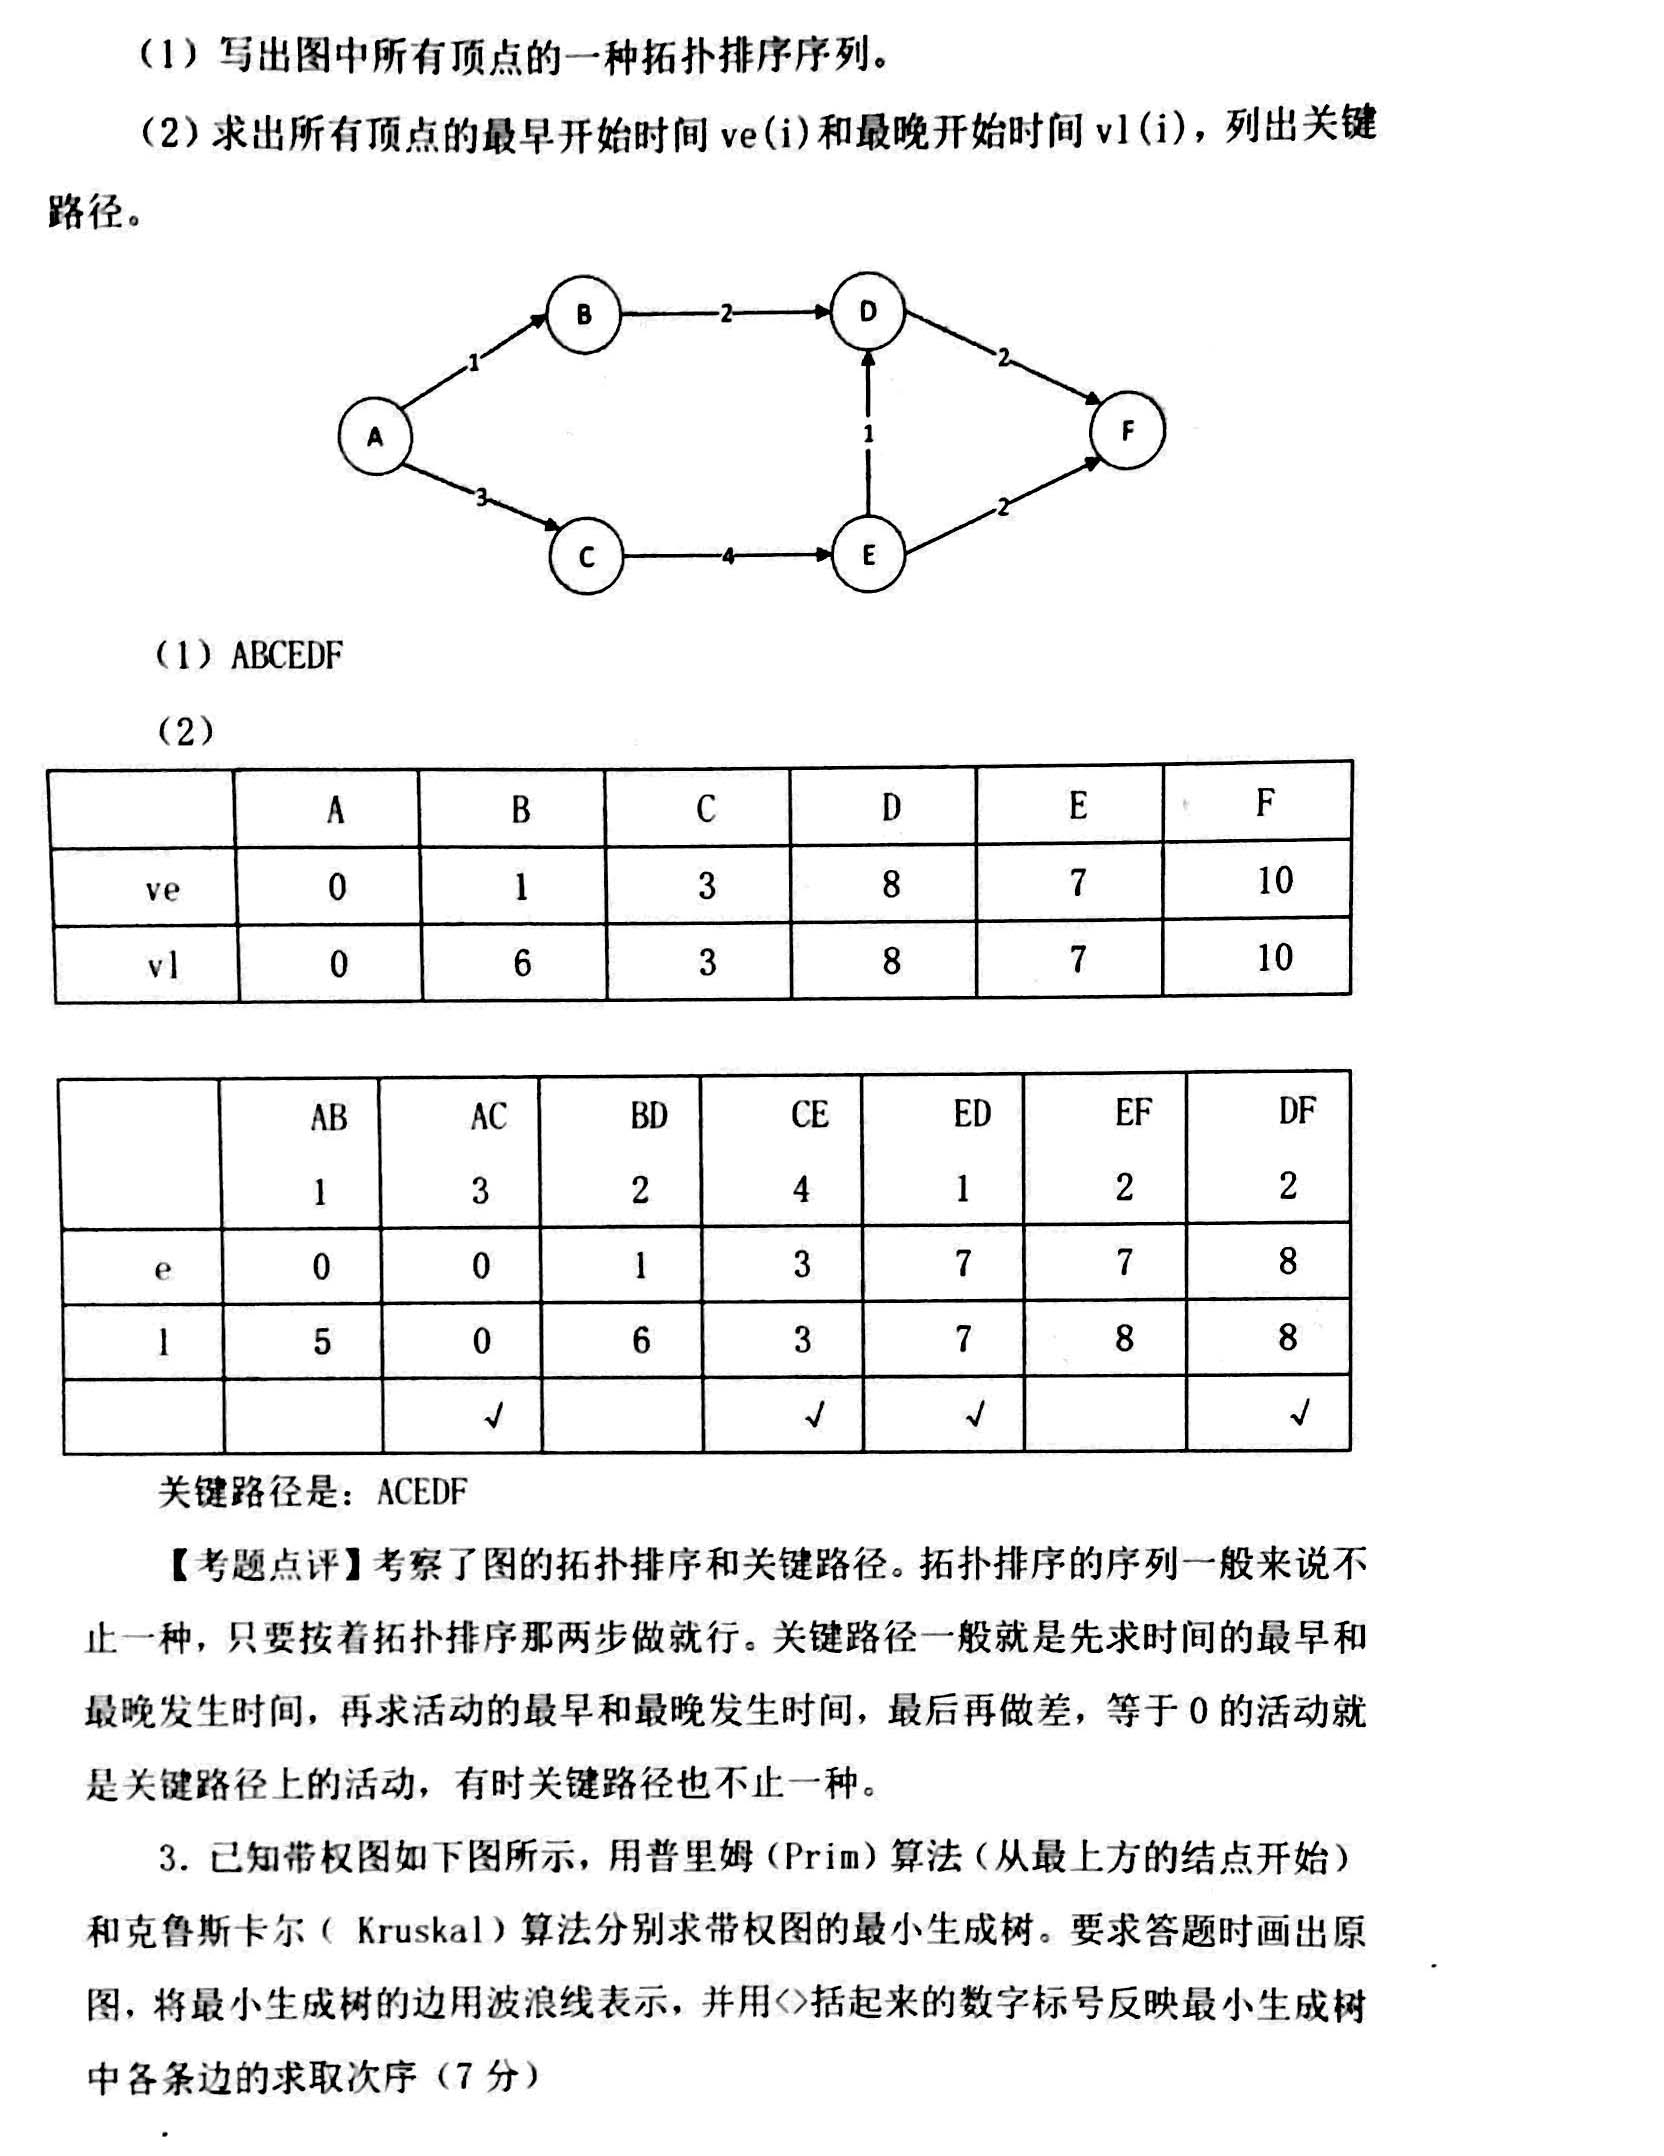 （1）写出图中所有顶点的一种拓扑排序序列。
（2）求出所有顶点的最早开始时间 ve(i)和最晚开始时间 vl(i)，列出关键
路径。
B 2 D
1 2
A 1 F
3 2
C 4 E
（1）ABCEDF
（2）
A B C D E F
ve 0 1 3 8 7 10
vl 0 6 3 8 7 10
AB AC BD CE ED EF DF
1 3 2 4 1 2 2
e 0 0 1 3 7 7 8
l 5 0 6 3 7 8 8
√ √ √ √
关键路径是：ACEDF
【考题点评】考察了图的拓扑排序和关键路径。拓扑排序的序列一般来说不
止一种，只要按着拓扑排序那两步做就行。关键路径一般就是先求时间的最早和
最晚发生时间，再求活动的最早和最晚发生时间，最后再做差，等于 0 的活动就
是关键路径上的活动，有时关键路径也不止一种。
3. 已知带权图如下图所示，用普里姆（Prim）算法（从最上方的结点开始）
和克鲁斯卡尔（ Kruskal）算法分别求带权图的最小生成树。要求答题时画出原
图，将最小生成树的边用波浪线表示，并用<>括起来的数字标号反映最小生成树
中各条边的求取次序（7 分）